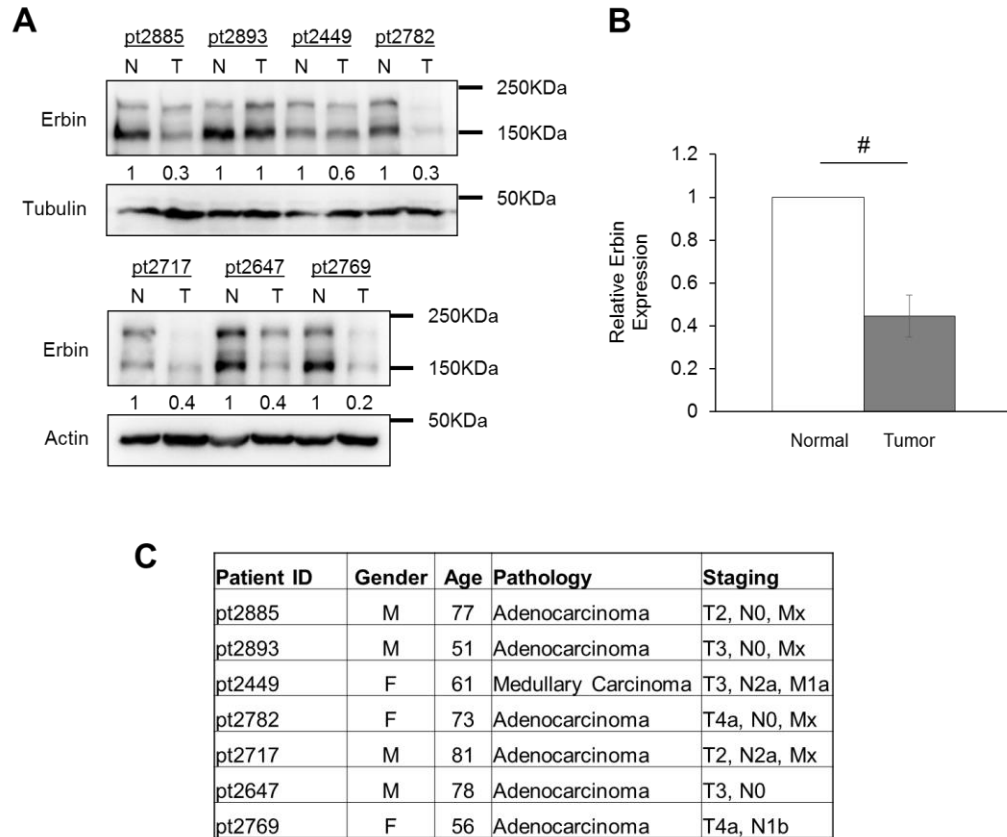 A
pt2885 pt2893 pt2449 pt2782
N T N T N T N T
250KDa
Erbin
150KDa
1 0.3 1 1 1 0.6 1 0.3
50KDa
Tubulin
pt2717 pt2647 pt2769
N T N T N T
250KDa
Erbin
150KDa
1 0.4 1 0.4 1 0.2
50KDa
Actin
B
#
Relative Erbin
Expression
1.2
1
0.8
0.6
0.4
0.2
0
Normal Tumor
C
Patient ID Gender Age Pathology Staging
pt2885 M 77 Adenocarcinoma T2, N0, Mx
pt2893 M 51 Adenocarcinoma T3, N0, Mx
pt2449 F 61 Medullary Carcinoma T3, N2a, M1a
pt2782 F 73 Adenocarcinoma T4a, N0, Mx
pt2717 M 81 Adenocarcinoma T2, N2a, Mx
pt2647 M 78 Adenocarcinoma T3, N0
pt2769 F 56 Adenocarcinoma T4a, N1b